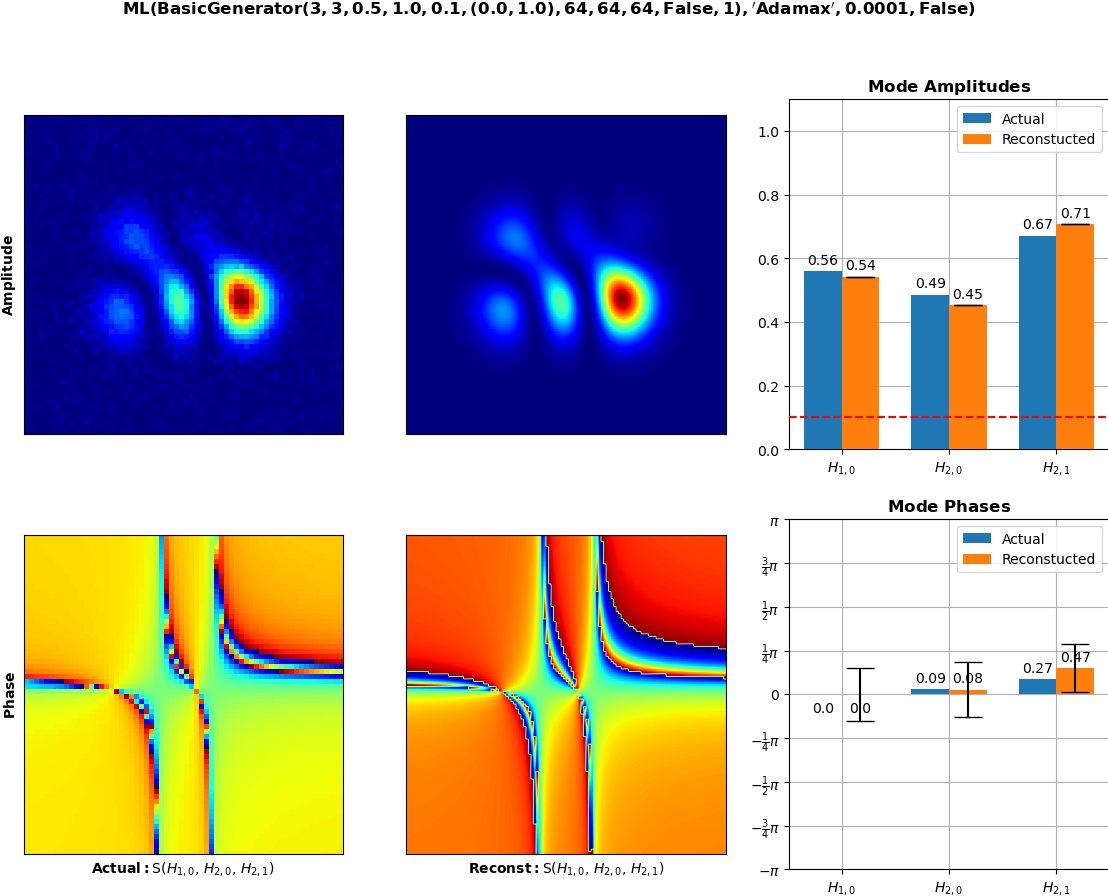 ML(BasicGenerator(3, 3, 0.5, 1.0, 0.1, (0.0, 1.0), 64, 64, 64, False, 1), ′Adamax′, 0.0001, False)
Amplitude
Mode Amplitudes
Actual
Reconstucted
1.0
0.8
0.6
0.4
0.2
0.0
0.56
0.54
0.49
0.45
0.67
0.71
H1, 0
H2, 0
H2, 1
Phase
Actual: S(H1, 0, H2, 0, H2, 1)
Reconst: S(H1, 0, H2, 0, H2, 1)
Mode Phases
Actual
Reconstucted
π
3/4π
1/2π
1/4π
0
−1/4π
−1/2π
−3/4π
−π
0.0
0.0
0.09
0.08
0.27
0.47
H1, 0
H2, 0
H2, 1